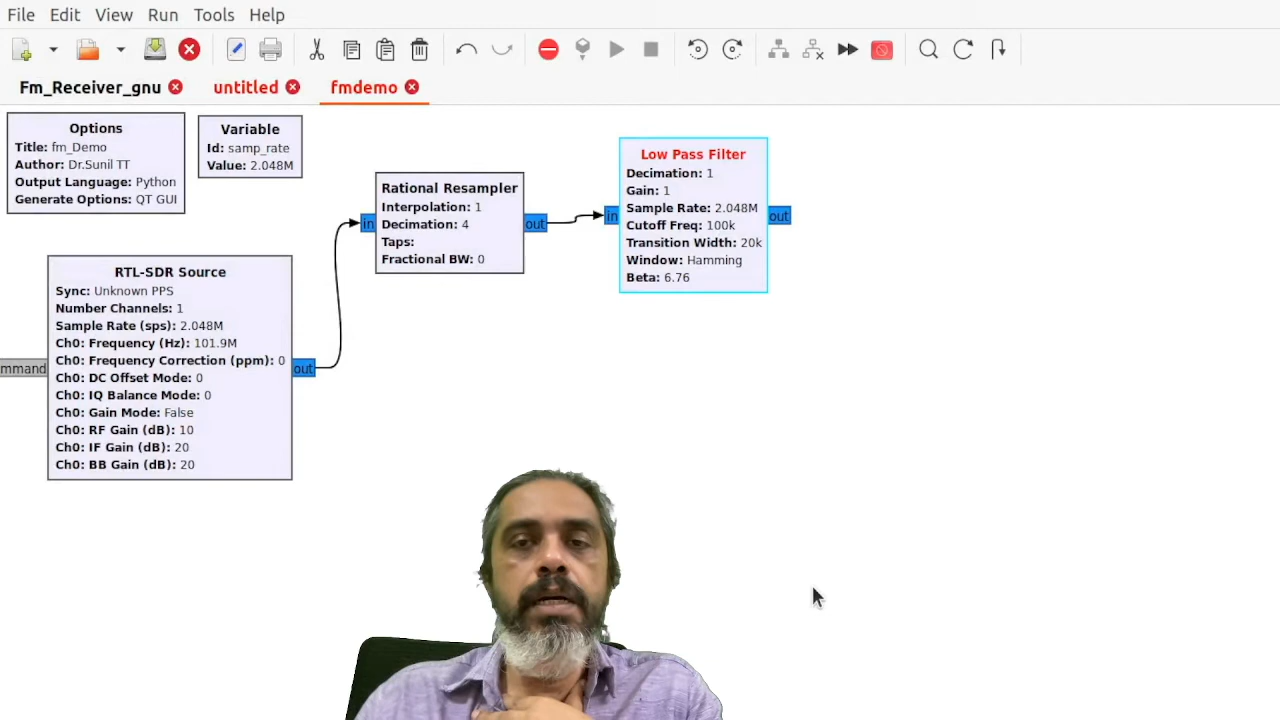 File Edit View Run Tools Help
Fm_Receiver_gnu untitled fmdemo
Options
Title: fm_Demo
Author: Dr.Sunil TT
Output Language: Python
Generate Options: QT GUI
Variable
Id: samp_rate
Value: 2.048M
Rational Resampler
Interpolation: 1
Decimation: 4
Taps:
Fractional BW: 0
in
out
Low Pass Filter
Decimation: 1
Gain: 1
Sample Rate: 2.048M
Cutoff Freq: 100k
Transition Width: 20k
Window: Hamming
Beta: 6.76
in
out
RTL-SDR Source
Sync: Unknown PPS
Number Channels: 1
Sample Rate (sps): 2.048M
Ch0: Frequency (Hz): 101.9M
Ch0: Frequency Correction (ppm): 0
Ch0: DC Offset Mode: 0
Ch0: IQ Balance Mode: 0
Ch0: Gain Mode: False
Ch0: RF Gain (dB): 10
Ch0: IF Gain (dB): 20
Ch0: BB Gain (dB): 20
mmand
out